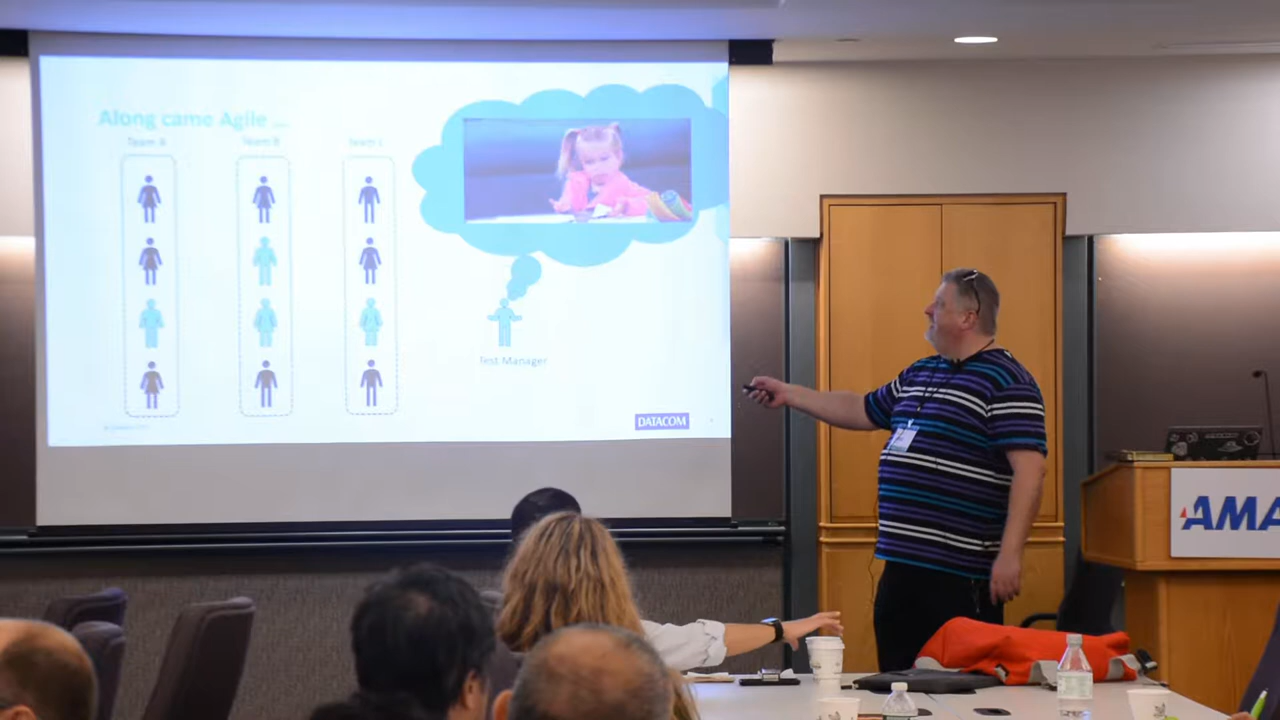 Along came Agile ...
Team A
Team B
Team C
Test Manager
DATACOM
AMA